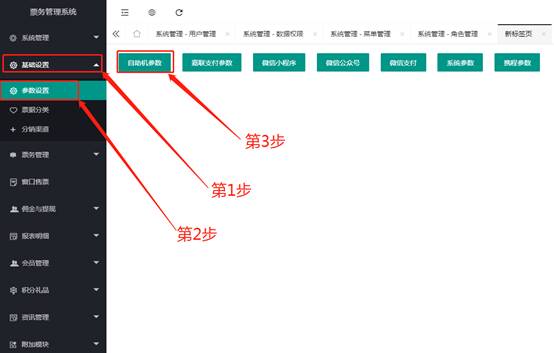 票务管理系统
系统管理
基础设置
参数设置
票据分类
分销渠道
票务管理
窗口售票
佣金与提现
报表明细
会员管理
积分礼品
资讯管理
附加模块
系统管理 - 用户管理
系统管理 - 数据权限
系统管理 - 菜单管理
系统管理 - 角色管理
新标签页
自助机参数
嘉联支付参数
微信小程序
微信公众号
微信支付
系统参数
携程参数
第3步
第1步
第2步